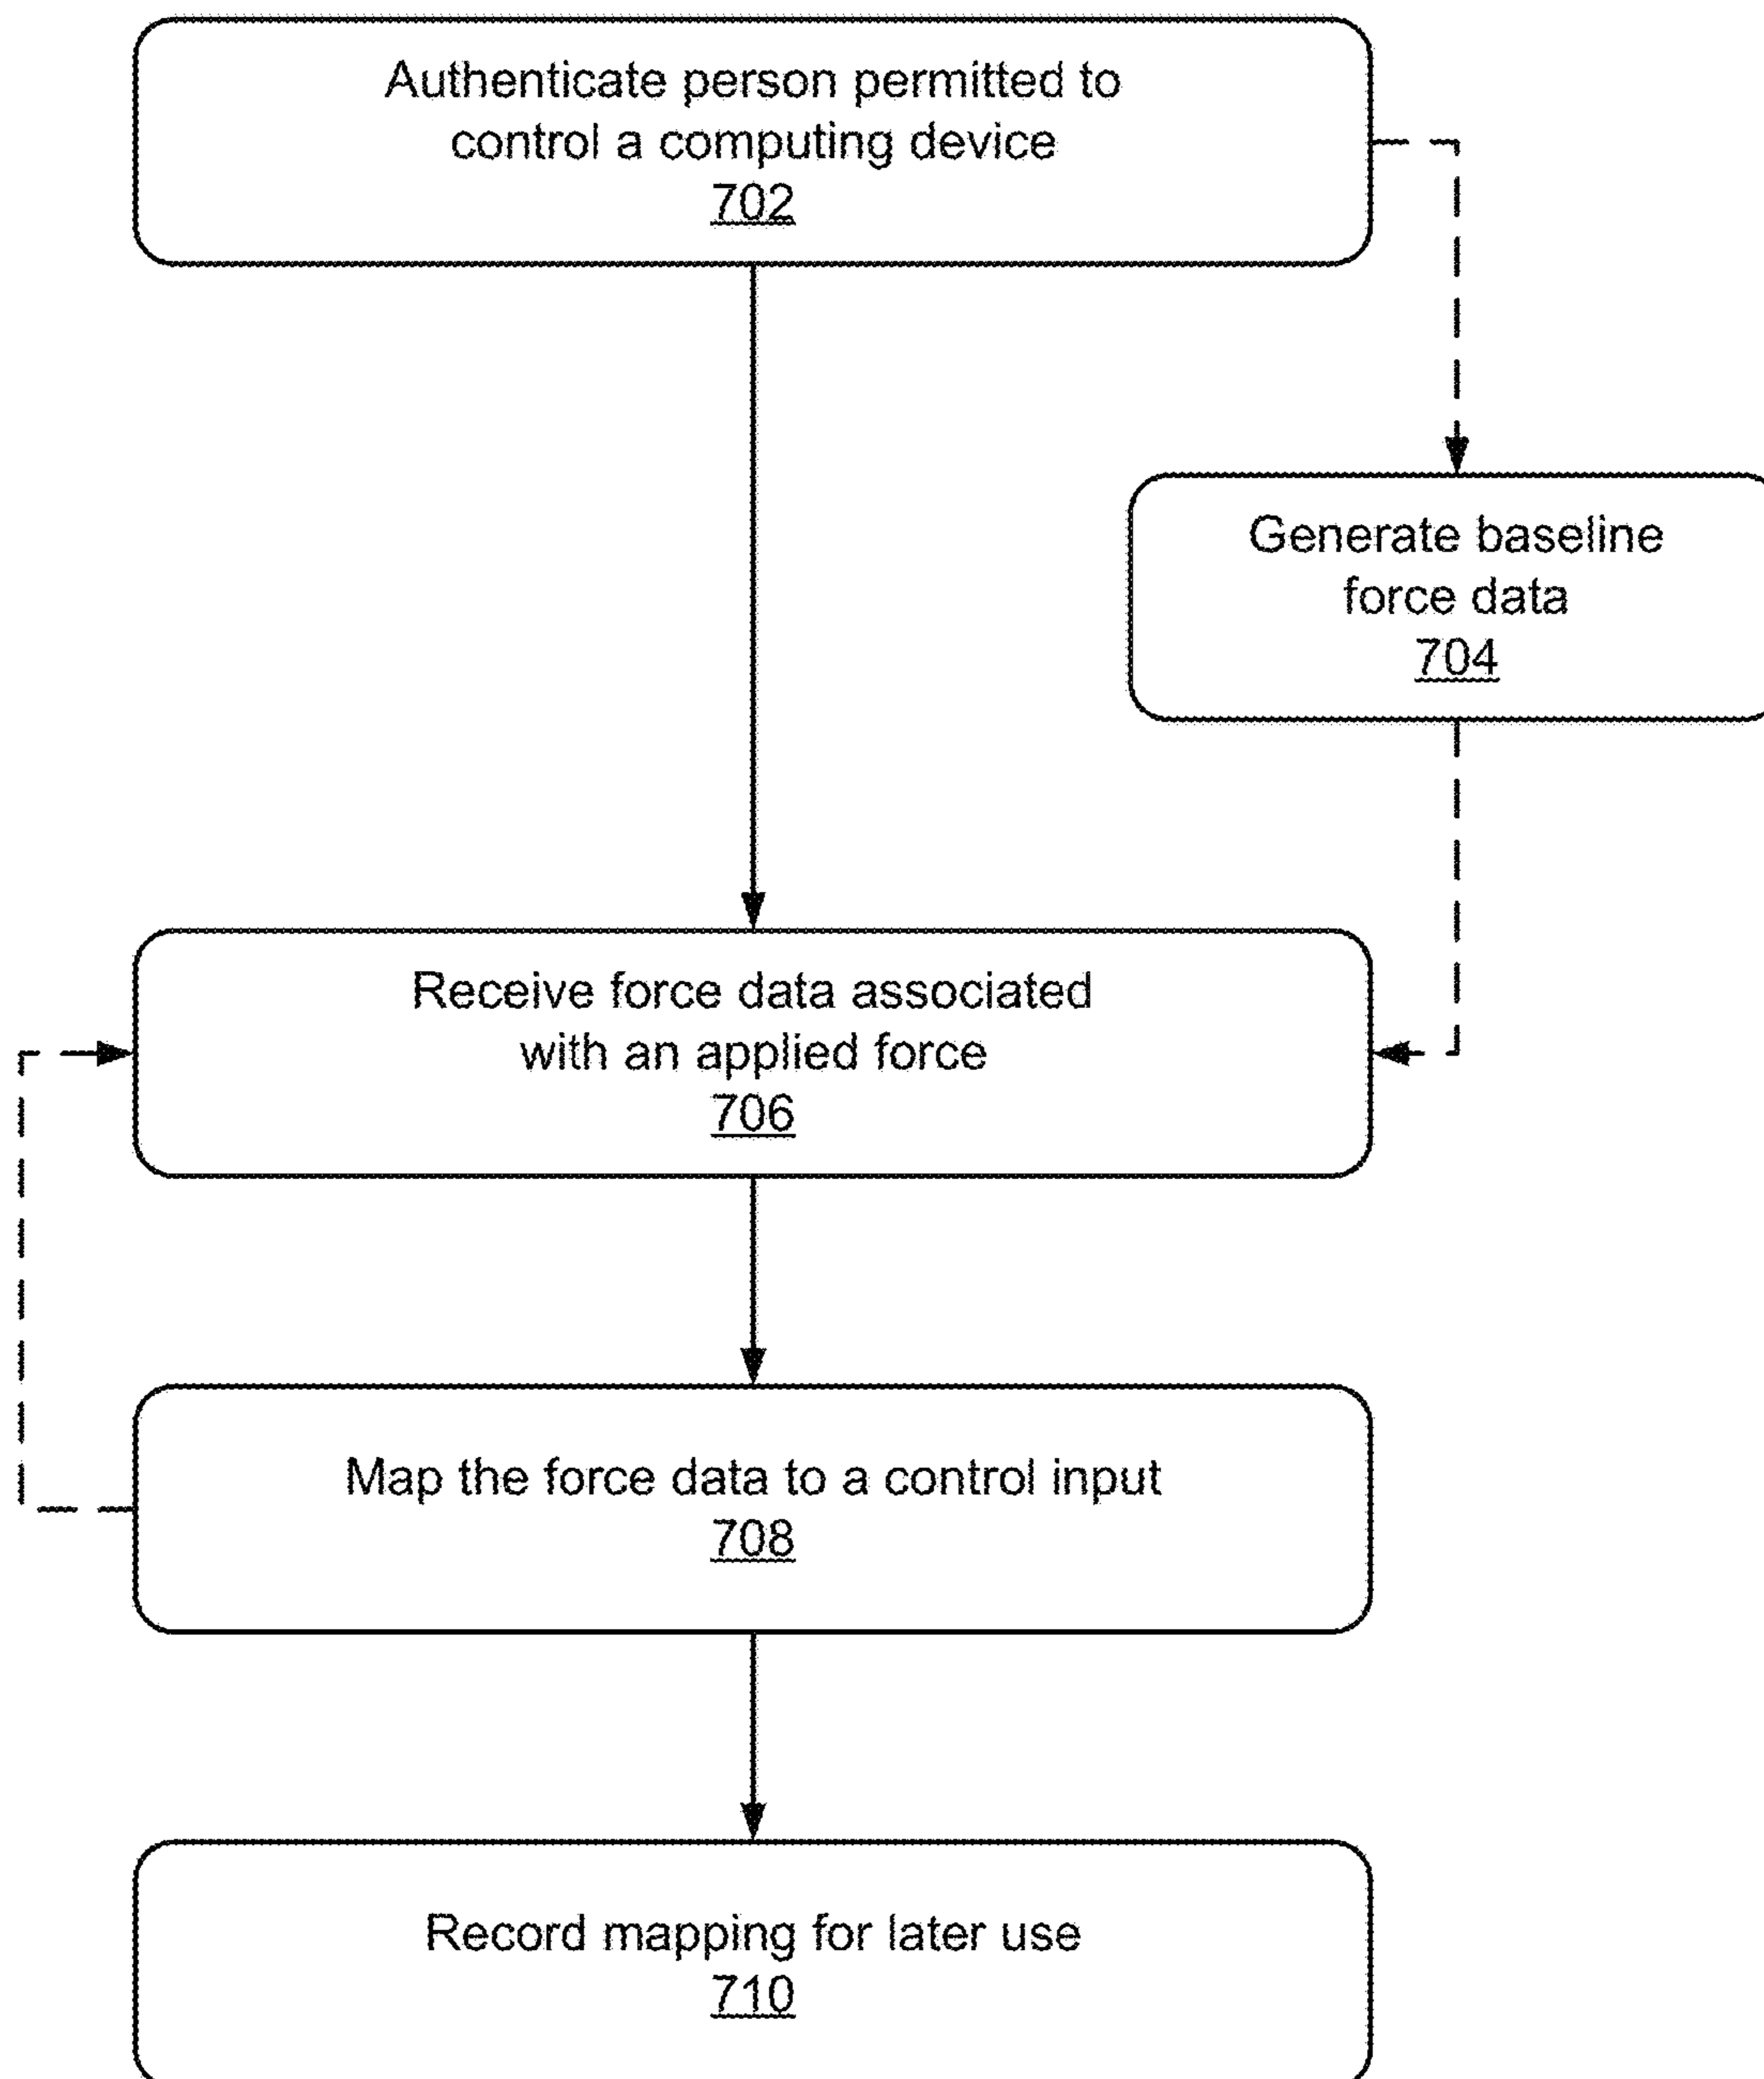 Authenticate person permitted to
control a computing device
702
Generate baseline
force data
704
Receive force data associated
with an applied force
706
Map the force data to a control input
708
Record mapping for later use
710